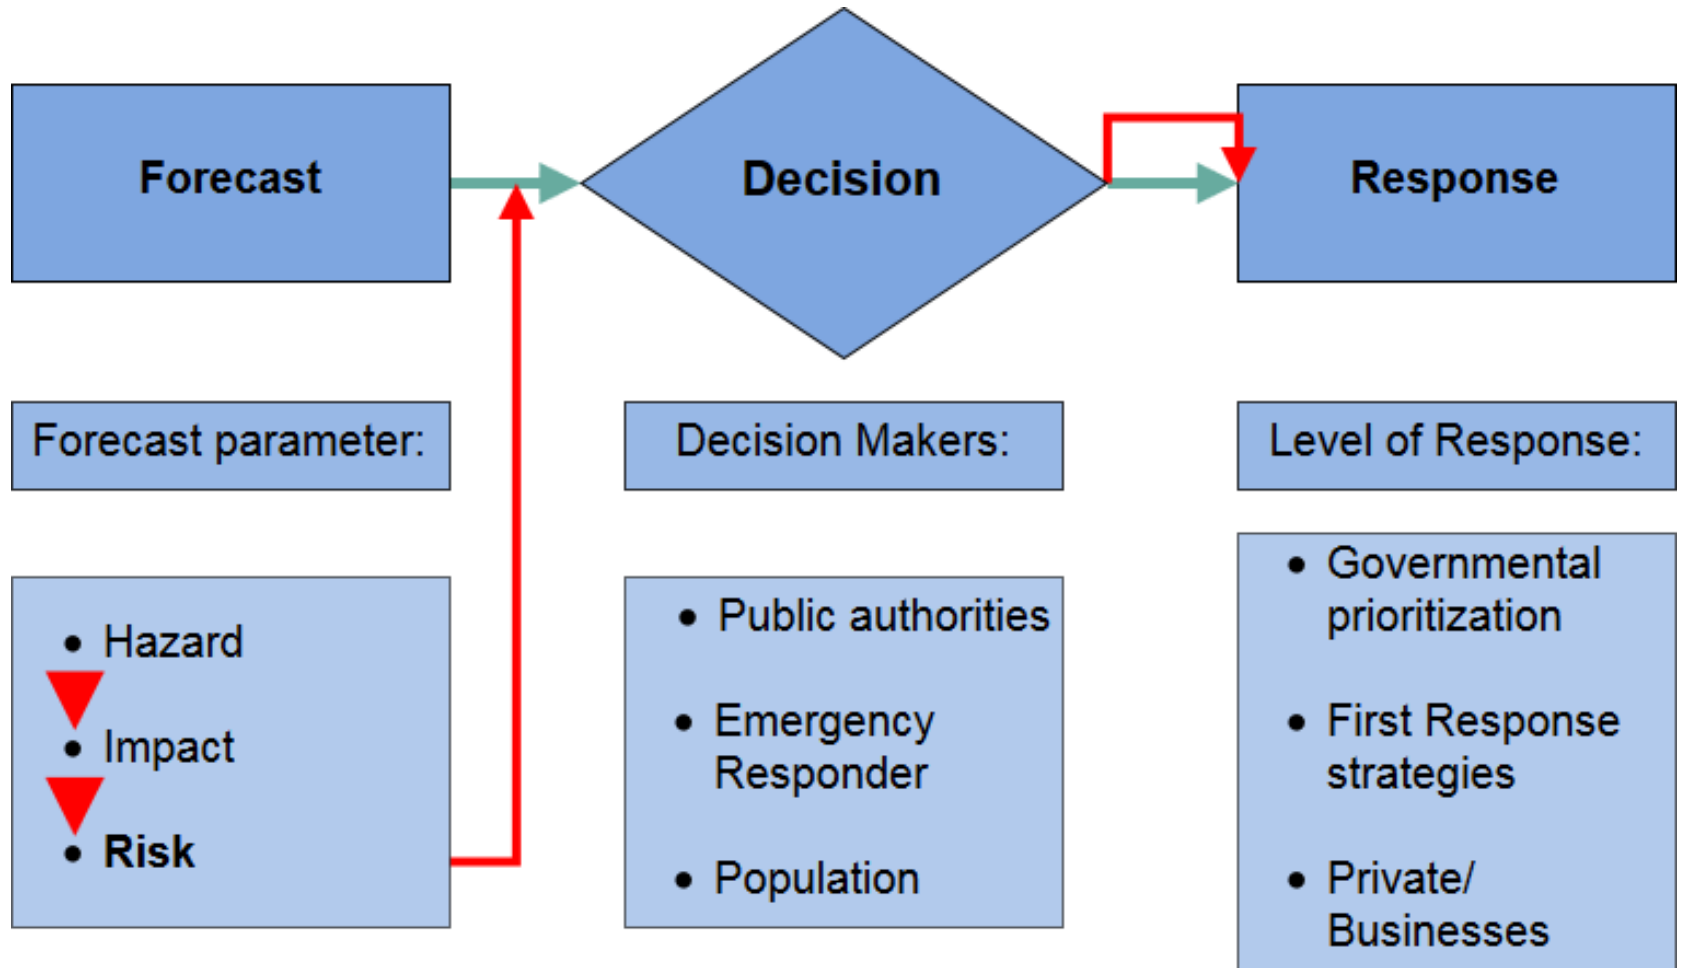 Forecast
Decision
Response
Forecast parameter:
Decision Makers:
Level of Response:
• Hazard
• Impact
• Risk
• Public authorities
• Emergency
Responder
• Population
• Governmental
prioritization
• First Response
strategies
• Private/
Businesses